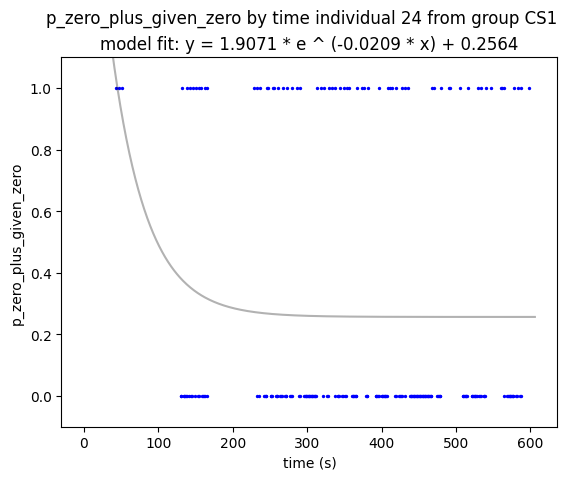 p_zero_plus_given_zero by time individual 24 from group CS1
model fit: y = 1.9071 * e ^ (-0.0209 * x) + 0.2564
1.0
0.8
0.6
0.4
0.2
0.0
p_zero_plus_given_zero
0 100 200 300 400 500 600
time (s)